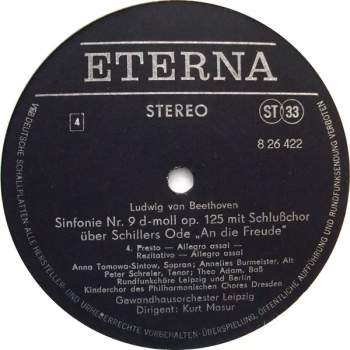 ETERNA
STEREO
ST 33
4
8 26 422
Ludwig van Beethoven
Sinfonie Nr. 9 d-moll op. 125 mit Schlußchor
über Schillers Ode „An die Freude"
4. Presto — Allegro assai —
Rezitativo — Allegro assai
Anna Tomowa-Sintow, Sopran; Annelies Burmeister, Alt
Peter Schreier, Tenor; Theo Adam, Baß
Rundfunkchöre Leipzig und Berlin
Kinderchor des Philharmonischen Chores Dresden
Gewandhausorchester Leipzig
Dirigent: Kurt Masur
VEB DEUTSCHE SCHALLPLATTEN · ALLE HERSTELLER- UND URHEBERRECHTE VORBEHALTEN · ÜBERSPIELUNG, ÖFFENTLICHE AUFFÜHRUNG UND RUNDFUNKSENDUNG VERBOTEN